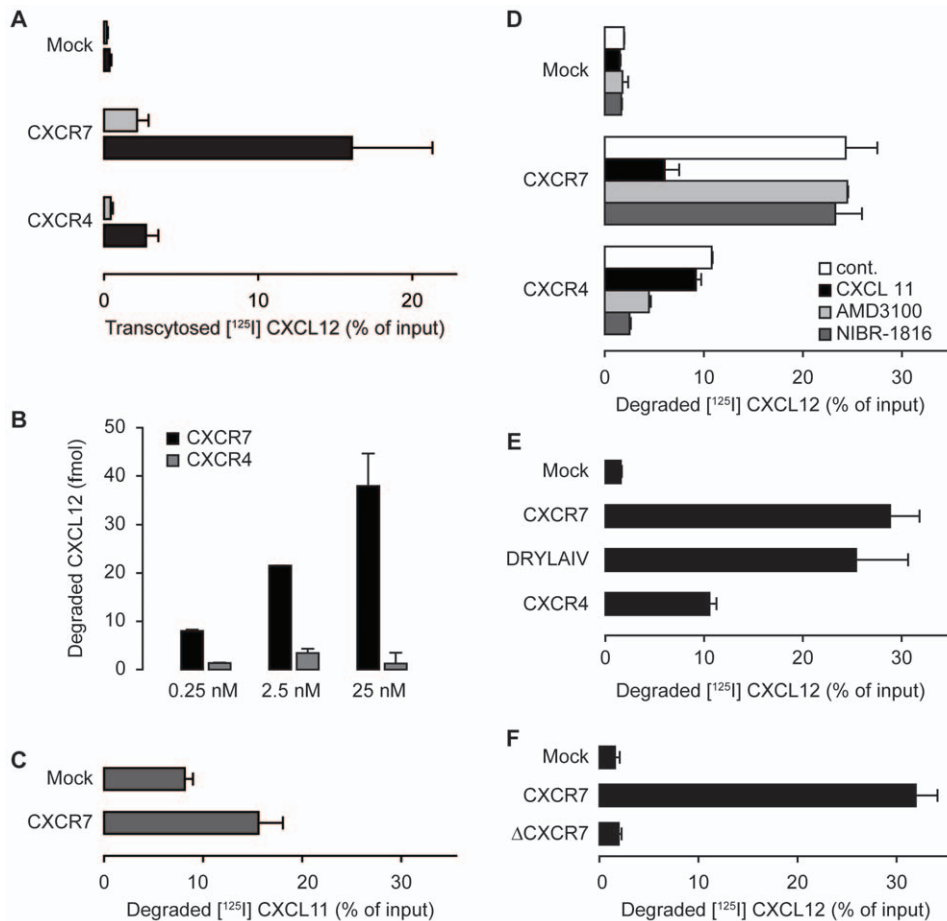 A
Mock
CXCR7
CXCR4
0
10
20
Transcytosed [¹²⁵I] CXCL12 (% of input)
B
Degraded CXCL12 (fmol)
50
40
30
20
10
0
CXCR7
CXCR4
0.25 nM
2.5 nM
25 nM
C
Mock
CXCR7
0
10
20
30
Degraded [¹²⁵I] CXCL11 (% of input)
D
Mock
CXCR7
CXCR4
cont.
CXCL 11
AMD3100
NIBR-1816
0
10
20
30
Degraded [¹²⁵I] CXCL12 (% of input)
E
Mock
CXCR7
DRYLAIV
CXCR4
0
10
20
30
Degraded [¹²⁵I] CXCL12 (% of input)
F
Mock
CXCR7
ΔCXCR7
0
10
20
30
Degraded [¹²⁵I] CXCL12 (% of input)